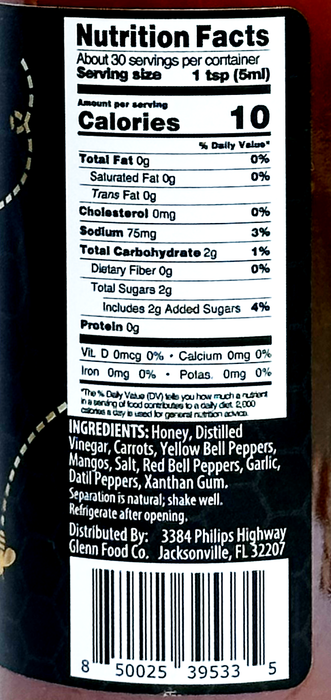 Nutrition Facts
About 30 servings per container
Serving size 1 tsp (5ml)
Amount per serving
Calories 10
% Daily Value*
Total Fat 0g 0%
Saturated Fat 0g 0%
Trans Fat 0g
Cholesterol 0mg 0%
Sodium 75mg 3%
Total Carbohydrate 2g 1%
Dietary Fiber 0g 0%
Total Sugars 2g
Includes 2g Added Sugars 4%
Protein 0g
Vit. D 0mcg 0% • Calcium 0mg 0%
Iron 0mg 0% • Potas. 0mg 0%
*The % Daily Value (DV) tells you how much a nutrient
in a serving of food contributes to a daily diet. 2,000
calories a day is used for general nutrition advice.
INGREDIENTS: Honey, Distilled
Vinegar, Carrots, Yellow Bell Peppers,
Mangos, Salt, Red Bell Peppers, Garlic,
Datil Peppers, Xanthan Gum.
Separation is natural; shake well.
Refrigerate after opening.
Distributed By: 3384 Philips Highway
Glenn Food Co. Jacksonville, FL 32207
8 50025 39533 5